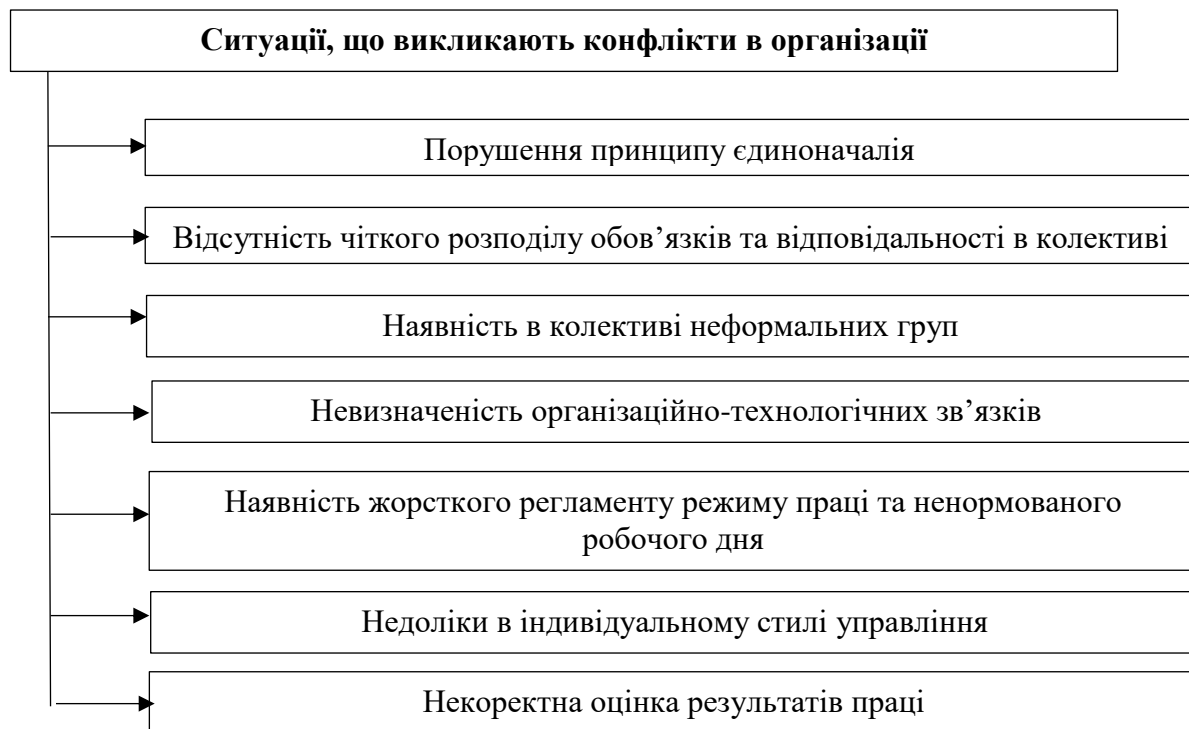 Ситуації, що викликають конфлікти в організації
Порушення принципу єдиноначалія
Відсутність чіткого розподілу обов’язків та відповідальності в колективі
Наявність в колективі неформальних груп
Невизначеність організаційно-технологічних зв’язків
Наявність жорсткого регламенту режиму праці та ненормованого
робочого дня
Недоліки в індивідуальному стилі управління
Некоректна оцінка результатів праці